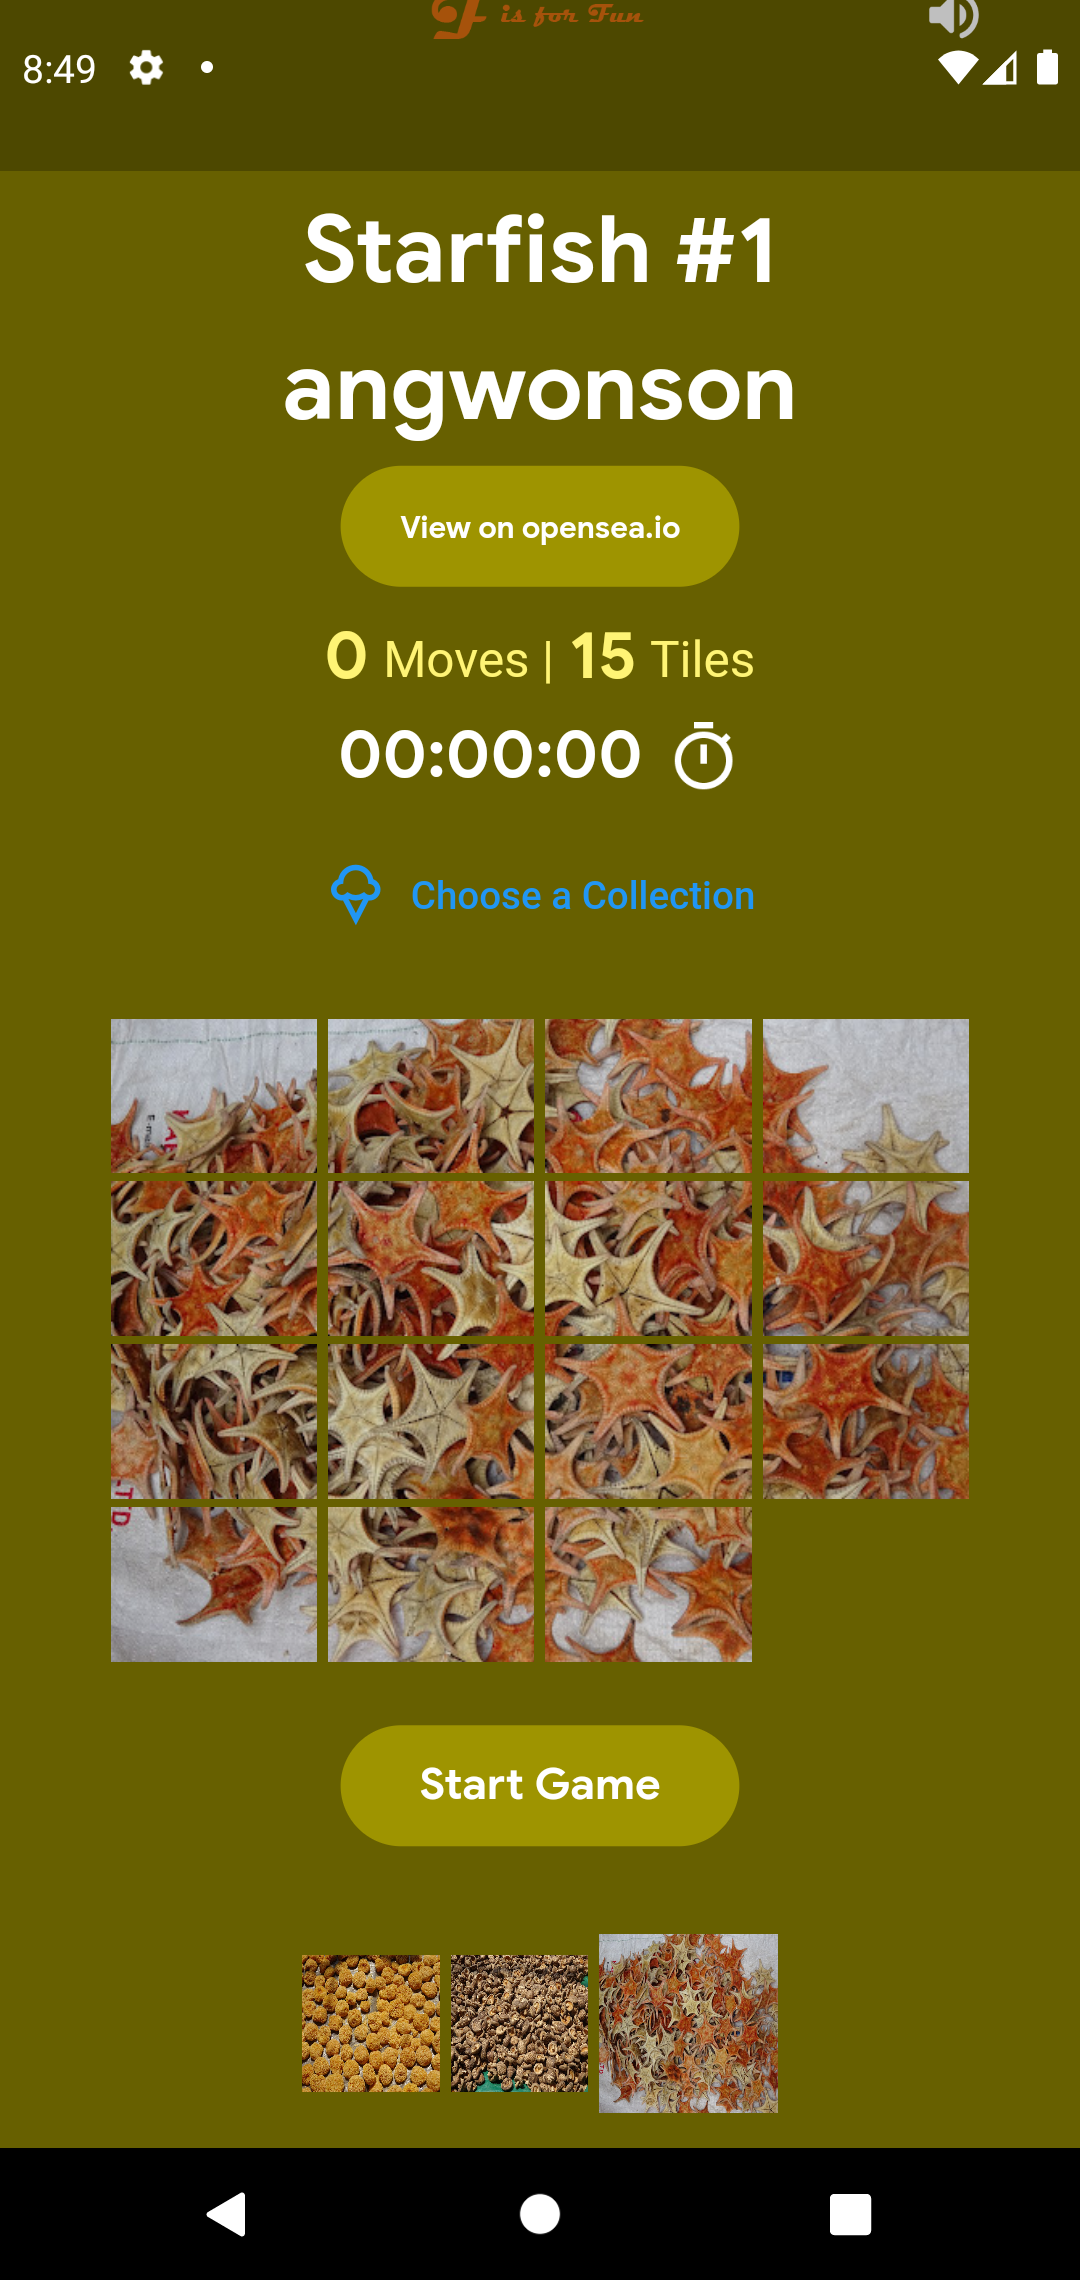 F is for Fun
8:49
Starfish #1
angwonson
View on opensea.io
0 Moves | 15 Tiles
00:00:00
Choose a Collection
LTD
Start Game